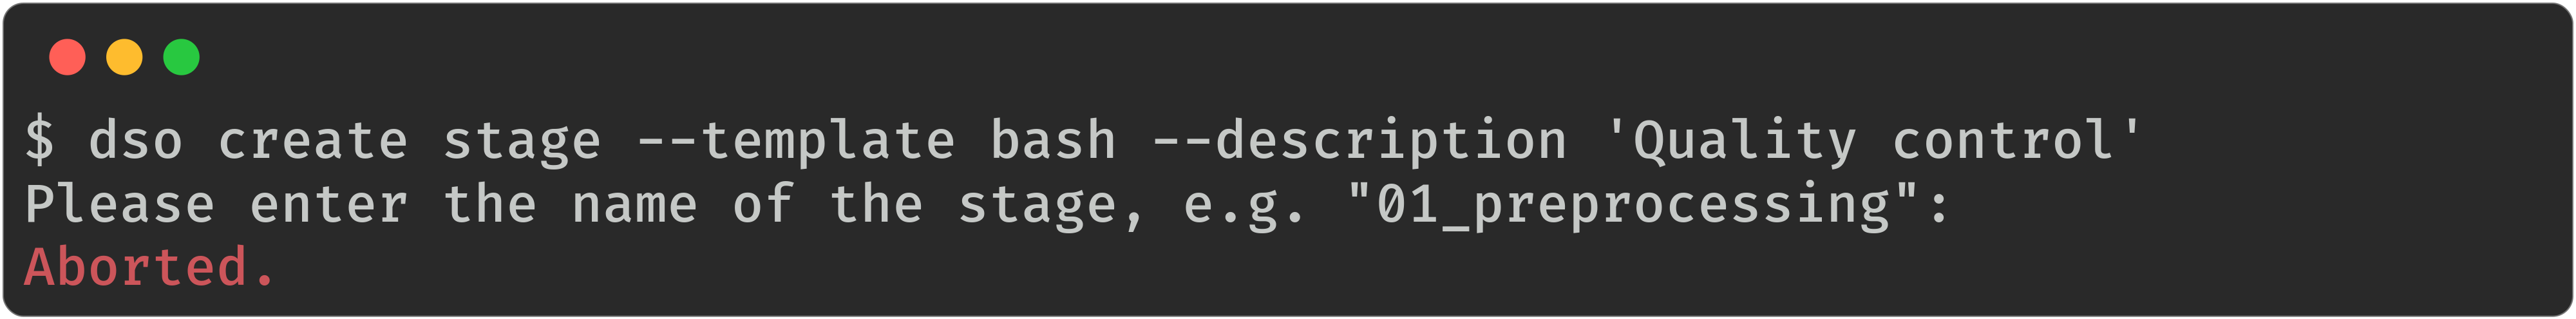 $ dso create stage --template bash --description 'Quality control'
Please enter the name of the stage, e.g. "01_preprocessing":
Aborted.